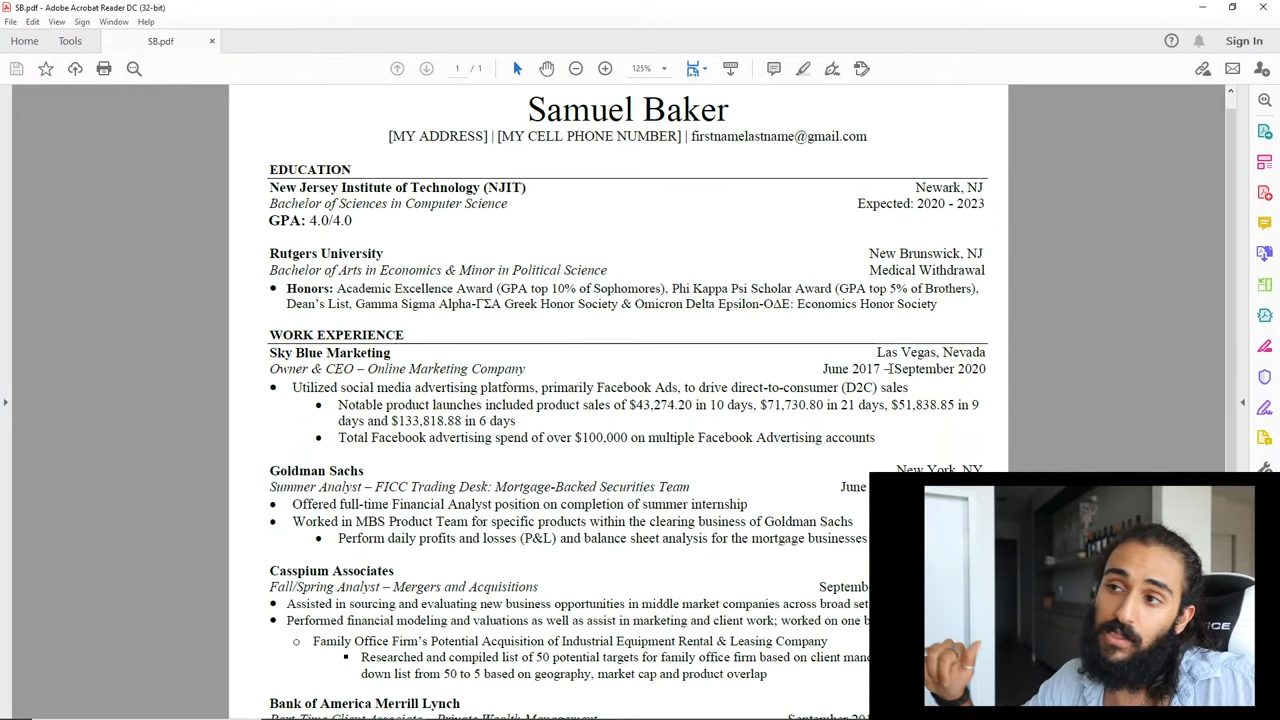 SB.pdf - Adobe Acrobat Reader DC (32-bit)
File Edit View Sign Window Help
Home Tools SB.pdf × Sign In
1 / 1 125%
Samuel Baker
[MY ADDRESS] | [MY CELL PHONE NUMBER] | firstnamelastname@gmail.com
EDUCATION
New Jersey Institute of Technology (NJIT) Newark, NJ
Bachelor of Sciences in Computer Science Expected: 2020 - 2023
GPA: 4.0/4.0
Rutgers University New Brunswick, NJ
Bachelor of Arts in Economics & Minor in Political Science Medical Withdrawal
• Honors: Academic Excellence Award (GPA top 10% of Sophomores), Phi Kappa Psi Scholar Award (GPA top 5% of Brothers),
Dean's List, Gamma Sigma Alpha-ΓΣΑ Greek Honor Society & Omicron Delta Epsilon-ΟΔΕ: Economics Honor Society
WORK EXPERIENCE
Sky Blue Marketing Las Vegas, Nevada
Owner & CEO – Online Marketing Company June 2017 – September 2020
• Utilized social media advertising platforms, primarily Facebook Ads, to drive direct-to-consumer (D2C) sales
• Notable product launches included product sales of $43,274.20 in 10 days, $71,730.80 in 21 days, $51,838.85 in 9
days and $133,818.88 in 6 days
• Total Facebook advertising spend of over $100,000 on multiple Facebook Advertising accounts
Goldman Sachs New York, NY
Summer Analyst – FICC Trading Desk: Mortgage-Backed Securities Team June
• Offered full-time Financial Analyst position on completion of summer internship
• Worked in MBS Product Team for specific products within the clearing business of Goldman Sachs
• Perform daily profits and losses (P&L) and balance sheet analysis for the mortgage businesses
Casspium Associates
Fall/Spring Analyst – Mergers and Acquisitions
• Assisted in sourcing and evaluating new business opportunities in middle market companies across broad
• Performed financial modeling and valuations as well as assist in marketing and client work; worked on one
o Family Office Firm's Potential Acquisition of Industrial Equipment Rental & Leasing Company
▪ Researched and compiled list of 50 potential targets for family office firm based on client
down list from 50 to 5 based on geography, market cap and product overlap
Bank of America Merrill Lynch
Part-Time Client Associate – Private Wealth Management